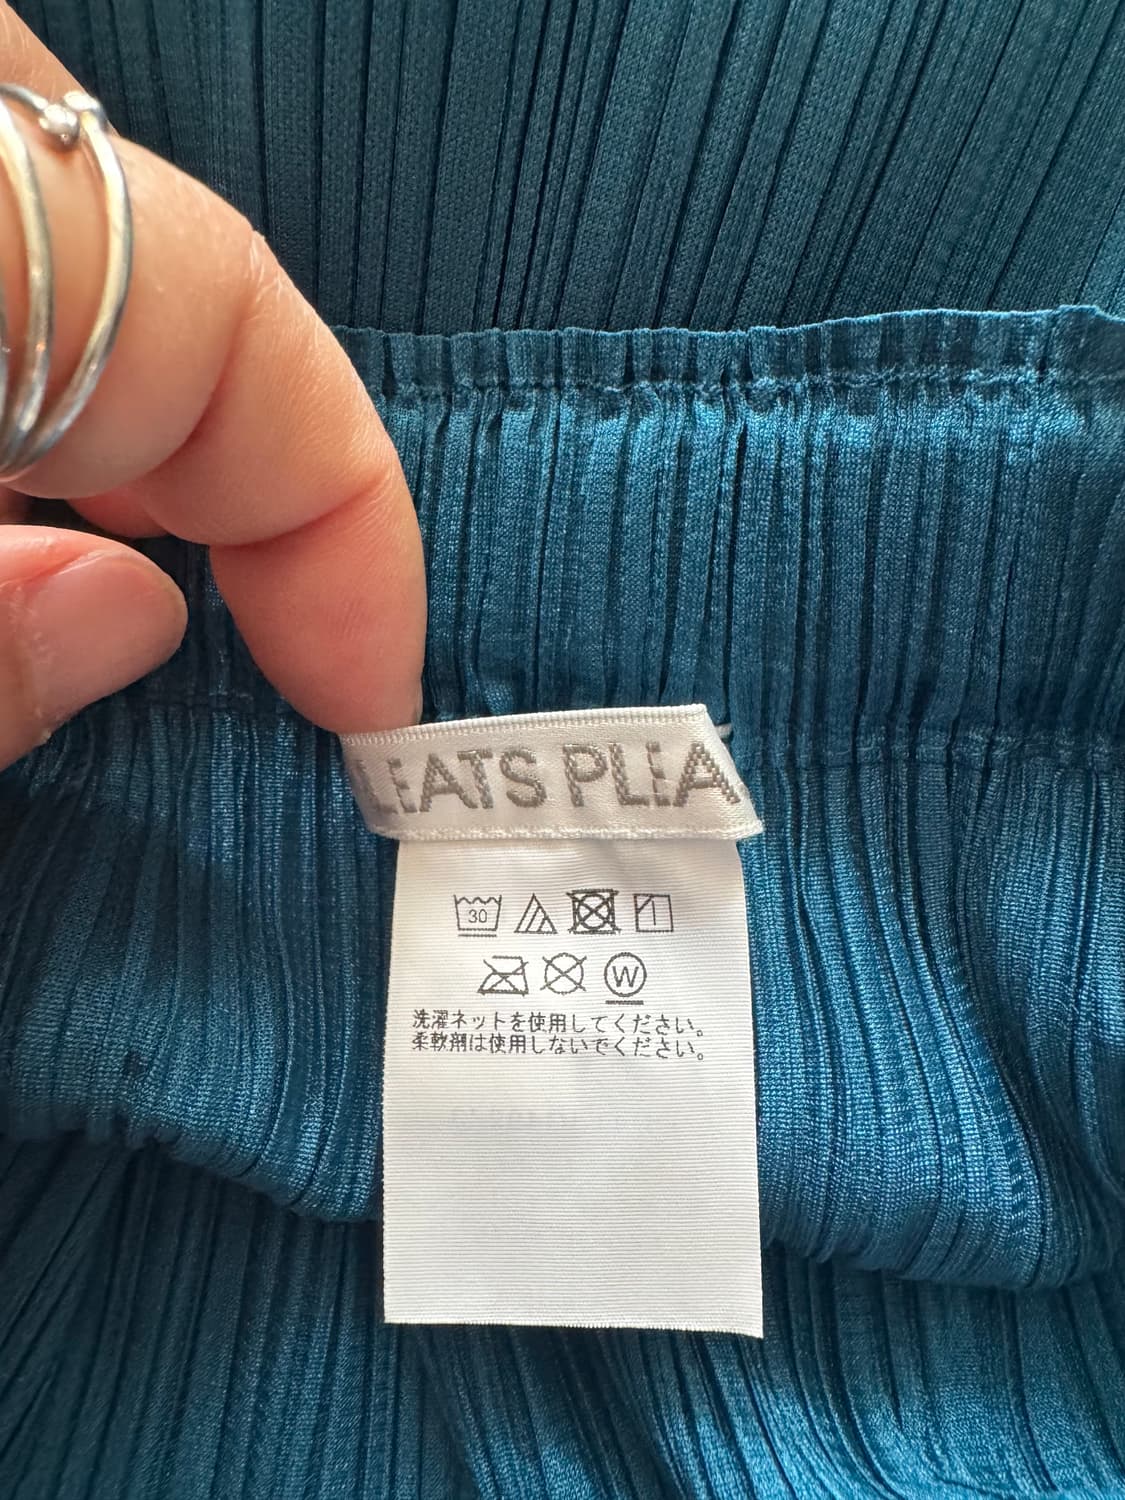 LEATS PLEA
30
W
洗濯ネットを使用してください。
柔軟剤は使用しないでください。